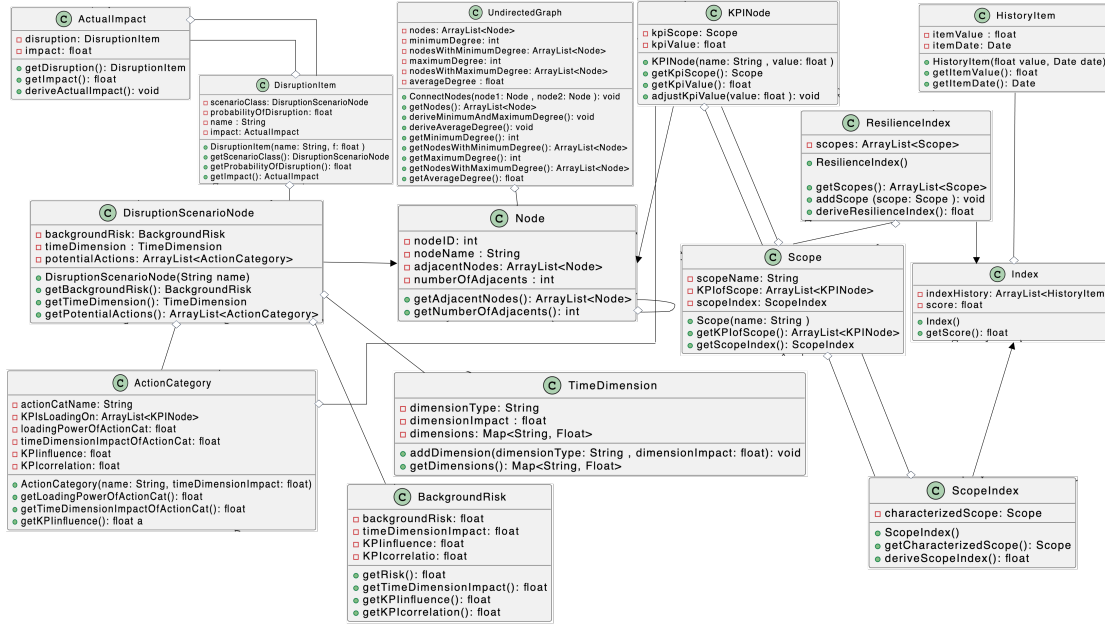 C ActualImpact
disruption: DisruptionItem
impact: float
getDisruption(): DisruptionItem
getImpact(): float
deriveActualImpact(): void
C DisruptionItem
scenarioClass: DisruptionScenarioNode
probabilityOfDisruption: float
name : String
impact: ActualImpact
DisruptionItem(name: String, f: float )
getScenarioClass(): DisruptionScenarioNode
getProbabilityOfDisruption(): float
getImpact(): ActualImpact
C UndirectedGraph
nodes: ArrayList<Node>
minimumDegree: int
nodesWithMinimumDegree: ArrayList<Node>
maximumDegree: int
nodesWithMaximumDegree: ArrayList<Node>
averageDegree : float
ConnectNodes(node1: Node , node2: Node ): void
getNodes(): ArrayList<Node>
deriveMinimumAndMaximumDegree(): void
deriveAverageDegree(): void
getMinimumDegree(): int
getNodesWithMinimumDegree(): ArrayList<Node>
getMaximumDegree(): int
getNodesWithMaximumDegree(): ArrayList<Node>
getAverageDegree(): float
C KPINode
kpiScope: Scope
kpiValue: float
KPINode(name: String , value: float )
getKpiScope(): Scope
getKpiValue(): float
adjustKpiValue(value: float ): void
C HistoryItem
itemValue : float
itemDate: Date
HistoryItem(float value, Date date)
getItemValue(): float
getItemDate(): Date
C ResilienceIndex
scopes: ArrayList<Scope>
ResilienceIndex()
getScopes(): ArrayList<Scope>
addScope (scope: Scope ): void
deriveResilienceIndex(): float
C DisruptionScenarioNode
backgroundRisk: BackgroundRisk
timeDimension : TimeDimension
potentialActions: ArrayList<ActionCategory>
DisruptionScenarioNode(String name)
getBackgroundRisk(): BackgroundRisk
getTimeDimension(): TimeDimension
getPotentialActions(): ArrayList<ActionCategory>
C Node
nodeID: int
nodeName : String
adjacentNodes: ArrayList<Node>
numberOfAdjacents : int
getAdjacentNodes(): ArrayList<Node>
getNumberOfAdjacents(): int
C Scope
scopeName: String
KPIofScope: ArrayList<KPINode>
scopeIndex: ScopeIndex
Scope(name: String )
getKPIofScope(): ArrayList<KPINode>
getScopeIndex(): ScopeIndex
C Index
indexHistory: ArrayList<HistoryItem
score: float
Index()
getScore(): float
C ActionCategory
actionCatName: String
KPIsLoadingOn: ArrayList<KPINode>
loadingPowerOfActionCat: float
timeDimensionImpactOfActionCat: float
KPIinfluence: float
KPIcorrelation: float
ActionCategory(name: String, timeDimensionImpact: float)
getLoadingPowerOfActionCat(): float
getTimeDimensionImpactOfActionCat(): float
getKPIinfluence(): float a
C TimeDimension
dimensionType: String
dimensionImpact : float
dimensions: Map<String, Float>
addDimension(dimensionType: String , dimensionImpact: float): void
getDimensions(): Map<String, Float>
C BackgroundRisk
backgroundRisk: float
timeDimensionImpact: float
KPIinfluence: float
KPIcorrelatio: float
getRisk(): float
getTimeDimensionImpact(): float
getKPIinfluence(): float
getKPIcorrelation(): float
C ScopeIndex
characterizedScope: Scope
ScopeIndex()
getCharacterizedScope(): Scope
deriveScopeIndex(): float